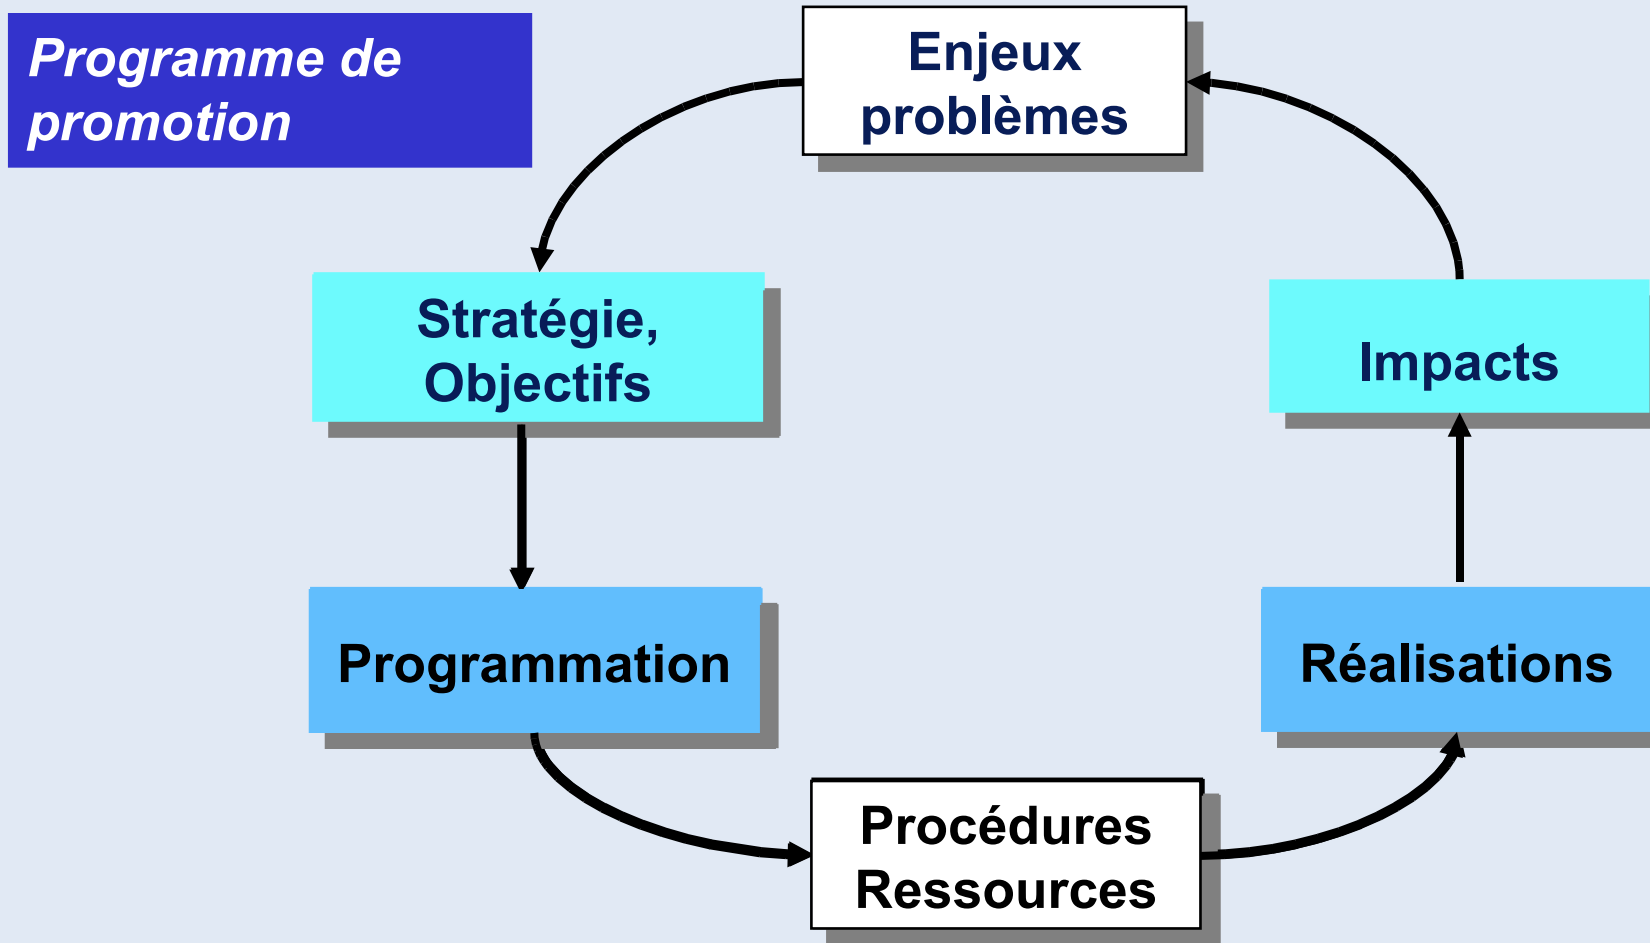 Programme de
promotion
Enjeux
problèmes
Stratégie,
Objectifs
Impacts
Programmation
Réalisations
Procédures
Ressources